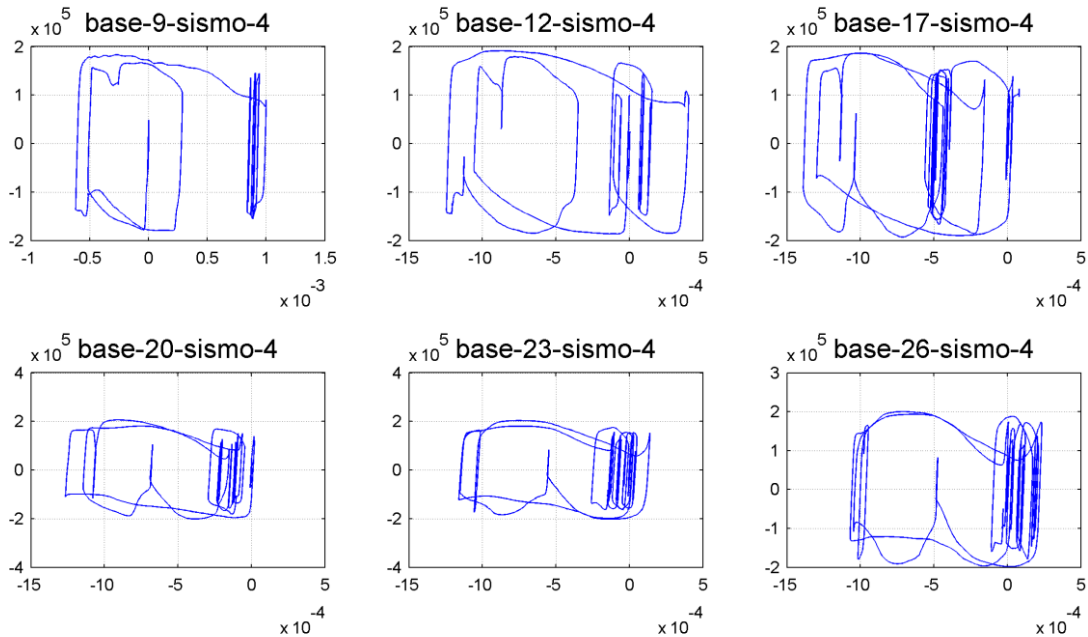 x 10^5 base-9-sismo-4
2
1
0
-1
-2
-1 -0.5 0 0.5 1 1.5
x 10^-3
x 10^5 base-12-sismo-4
2
1
0
-1
-2
-15 -10 -5 0 5
x 10^-4
x 10^5 base-17-sismo-4
2
1
0
-1
-2
-15 -10 -5 0 5
x 10^-4
x 10^5 base-20-sismo-4
4
2
0
-2
-4
-15 -10 -5 0 5
x 10^-4
x 10^5 base-23-sismo-4
4
2
0
-2
-4
-15 -10 -5 0 5
x 10^-4
x 10^5 base-26-sismo-4
3
2
1
0
-1
-2
-15 -10 -5 0 5
x 10^-4